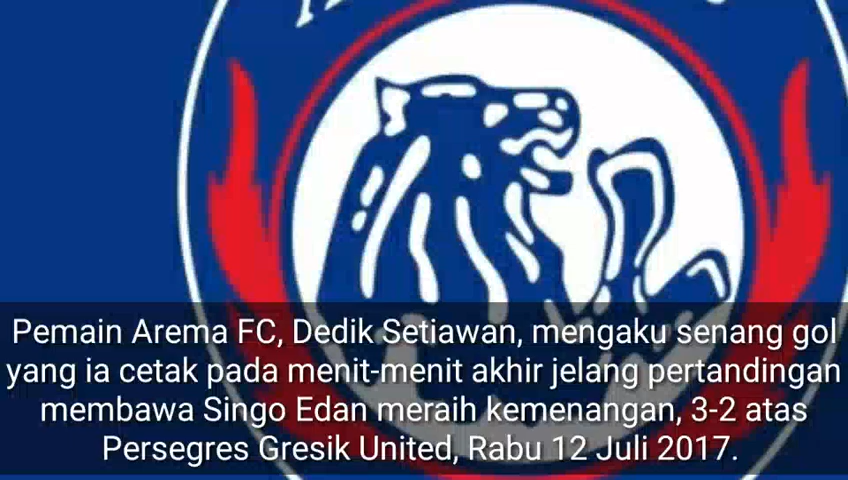 Pemain Arema FC, Dedik Setiawan, mengaku senang gol
yang ia cetak pada menit-menit akhir jelang pertandingan
membawa Singo Edan meraih kemenangan, 3-2 atas
Persegres Gresik United, Rabu 12 Juli 2017.